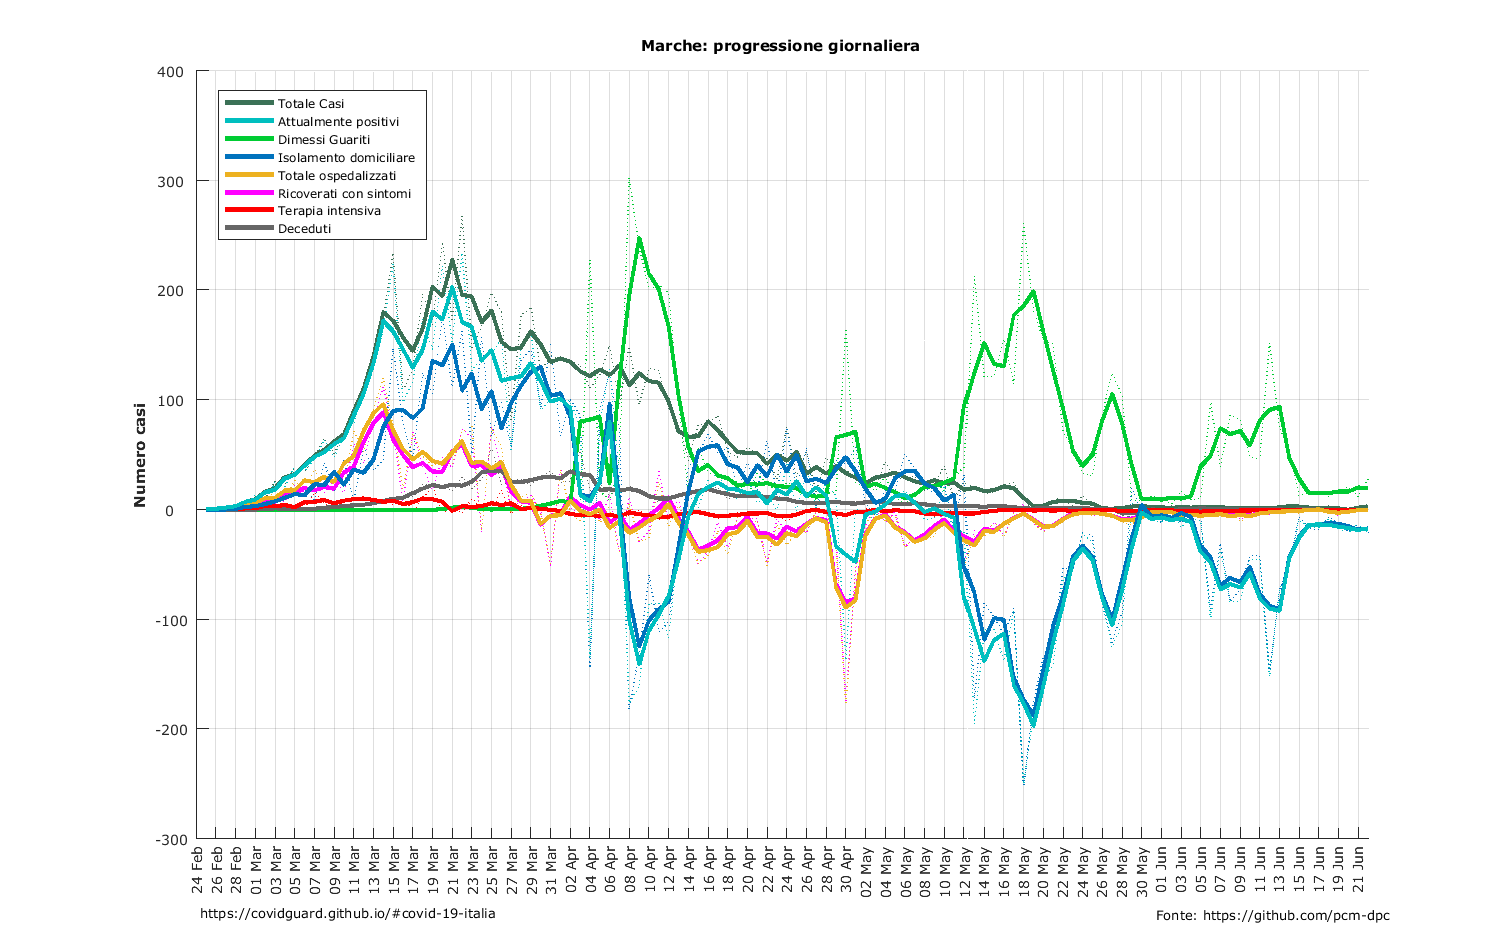 Marche: progressione giornaliera
400
300
200
100
0
-100
-200
-300
Numero casi
Totale Casi
Attualmente positivi
Dimessi Guariti
Isolamento domiciliare
Totale ospedalizzati
Ricoverati con sintomi
Terapia intensiva
Deceduti
24 Feb
26 Feb
28 Feb
01 Mar
03 Mar
05 Mar
07 Mar
09 Mar
11 Mar
13 Mar
15 Mar
17 Mar
19 Mar
21 Mar
23 Mar
25 Mar
27 Mar
29 Mar
31 Mar
02 Apr
04 Apr
06 Apr
08 Apr
10 Apr
12 Apr
14 Apr
16 Apr
18 Apr
20 Apr
22 Apr
24 Apr
26 Apr
28 Apr
30 Apr
02 May
04 May
06 May
08 May
10 May
12 May
14 May
16 May
18 May
20 May
22 May
24 May
26 May
28 May
30 May
01 Jun
03 Jun
05 Jun
07 Jun
09 Jun
11 Jun
13 Jun
15 Jun
17 Jun
19 Jun
21 Jun
https://covidguard.github.io/#covid-19-italia
Fonte: https://github.com/pcm-dpc